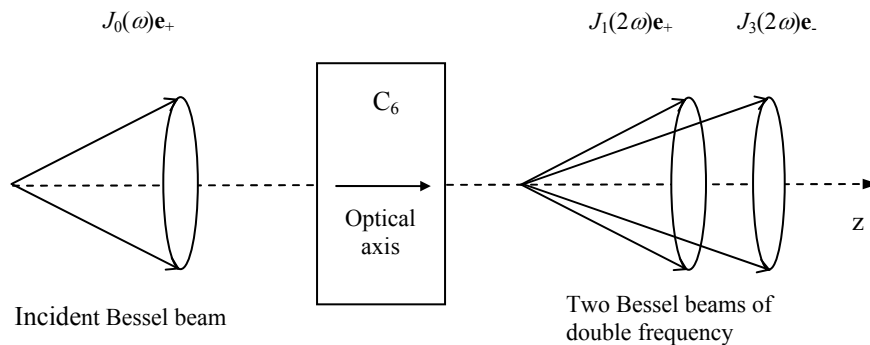 J₀(ω)e₊
J₁(2ω)e₊
J₃(2ω)e₋
C₆
Optical
axis
z
Incident Bessel beam
Two Bessel beams of
double frequency